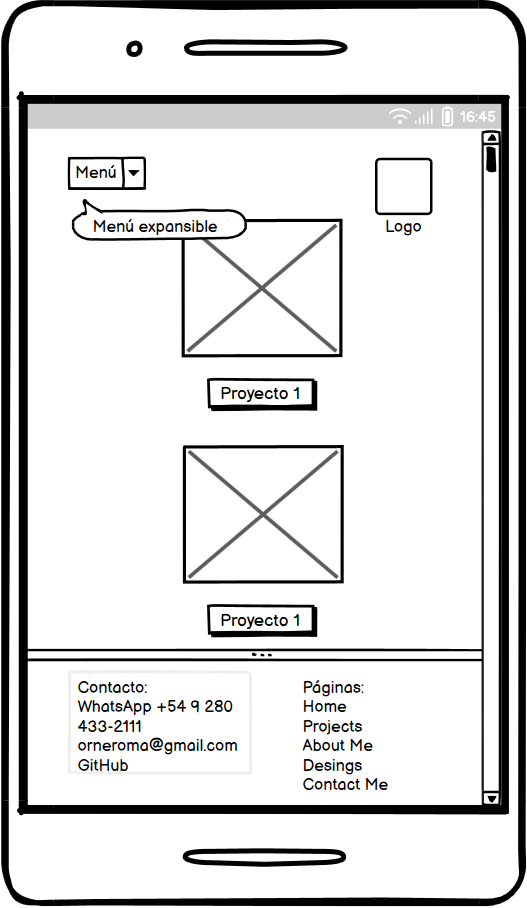 16:45
Menú
Logo
Menú expansible
Proyecto 1
Proyecto 1
Contacto:
WhatsApp +54 9 280
433-2111
orneroma@gmail.com
GitHub
Páginas:
Home
Projects
About Me
Desings
Contact Me